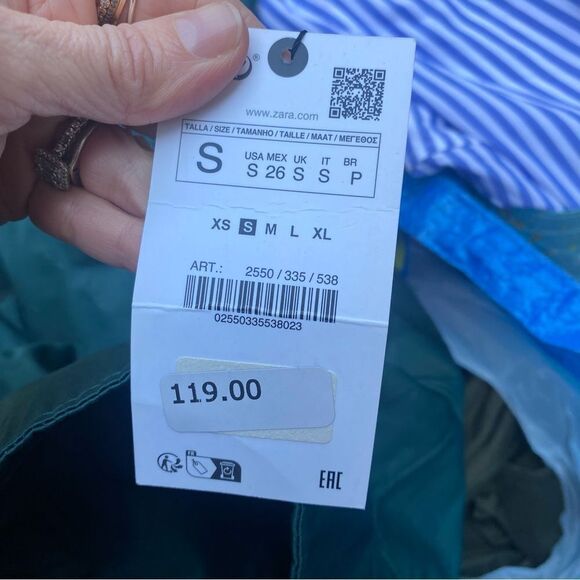 ®
www.zara.com
TALLA / SIZE / TAMANHO / TAILLE / MAAT / ΜΕΓΕΘΟΣ
S
USA MEX UK IT BR
S 26 S S P
XS S M L XL
ART.: 2550 / 335 / 538
02550335538023
119.00
FR
EAC